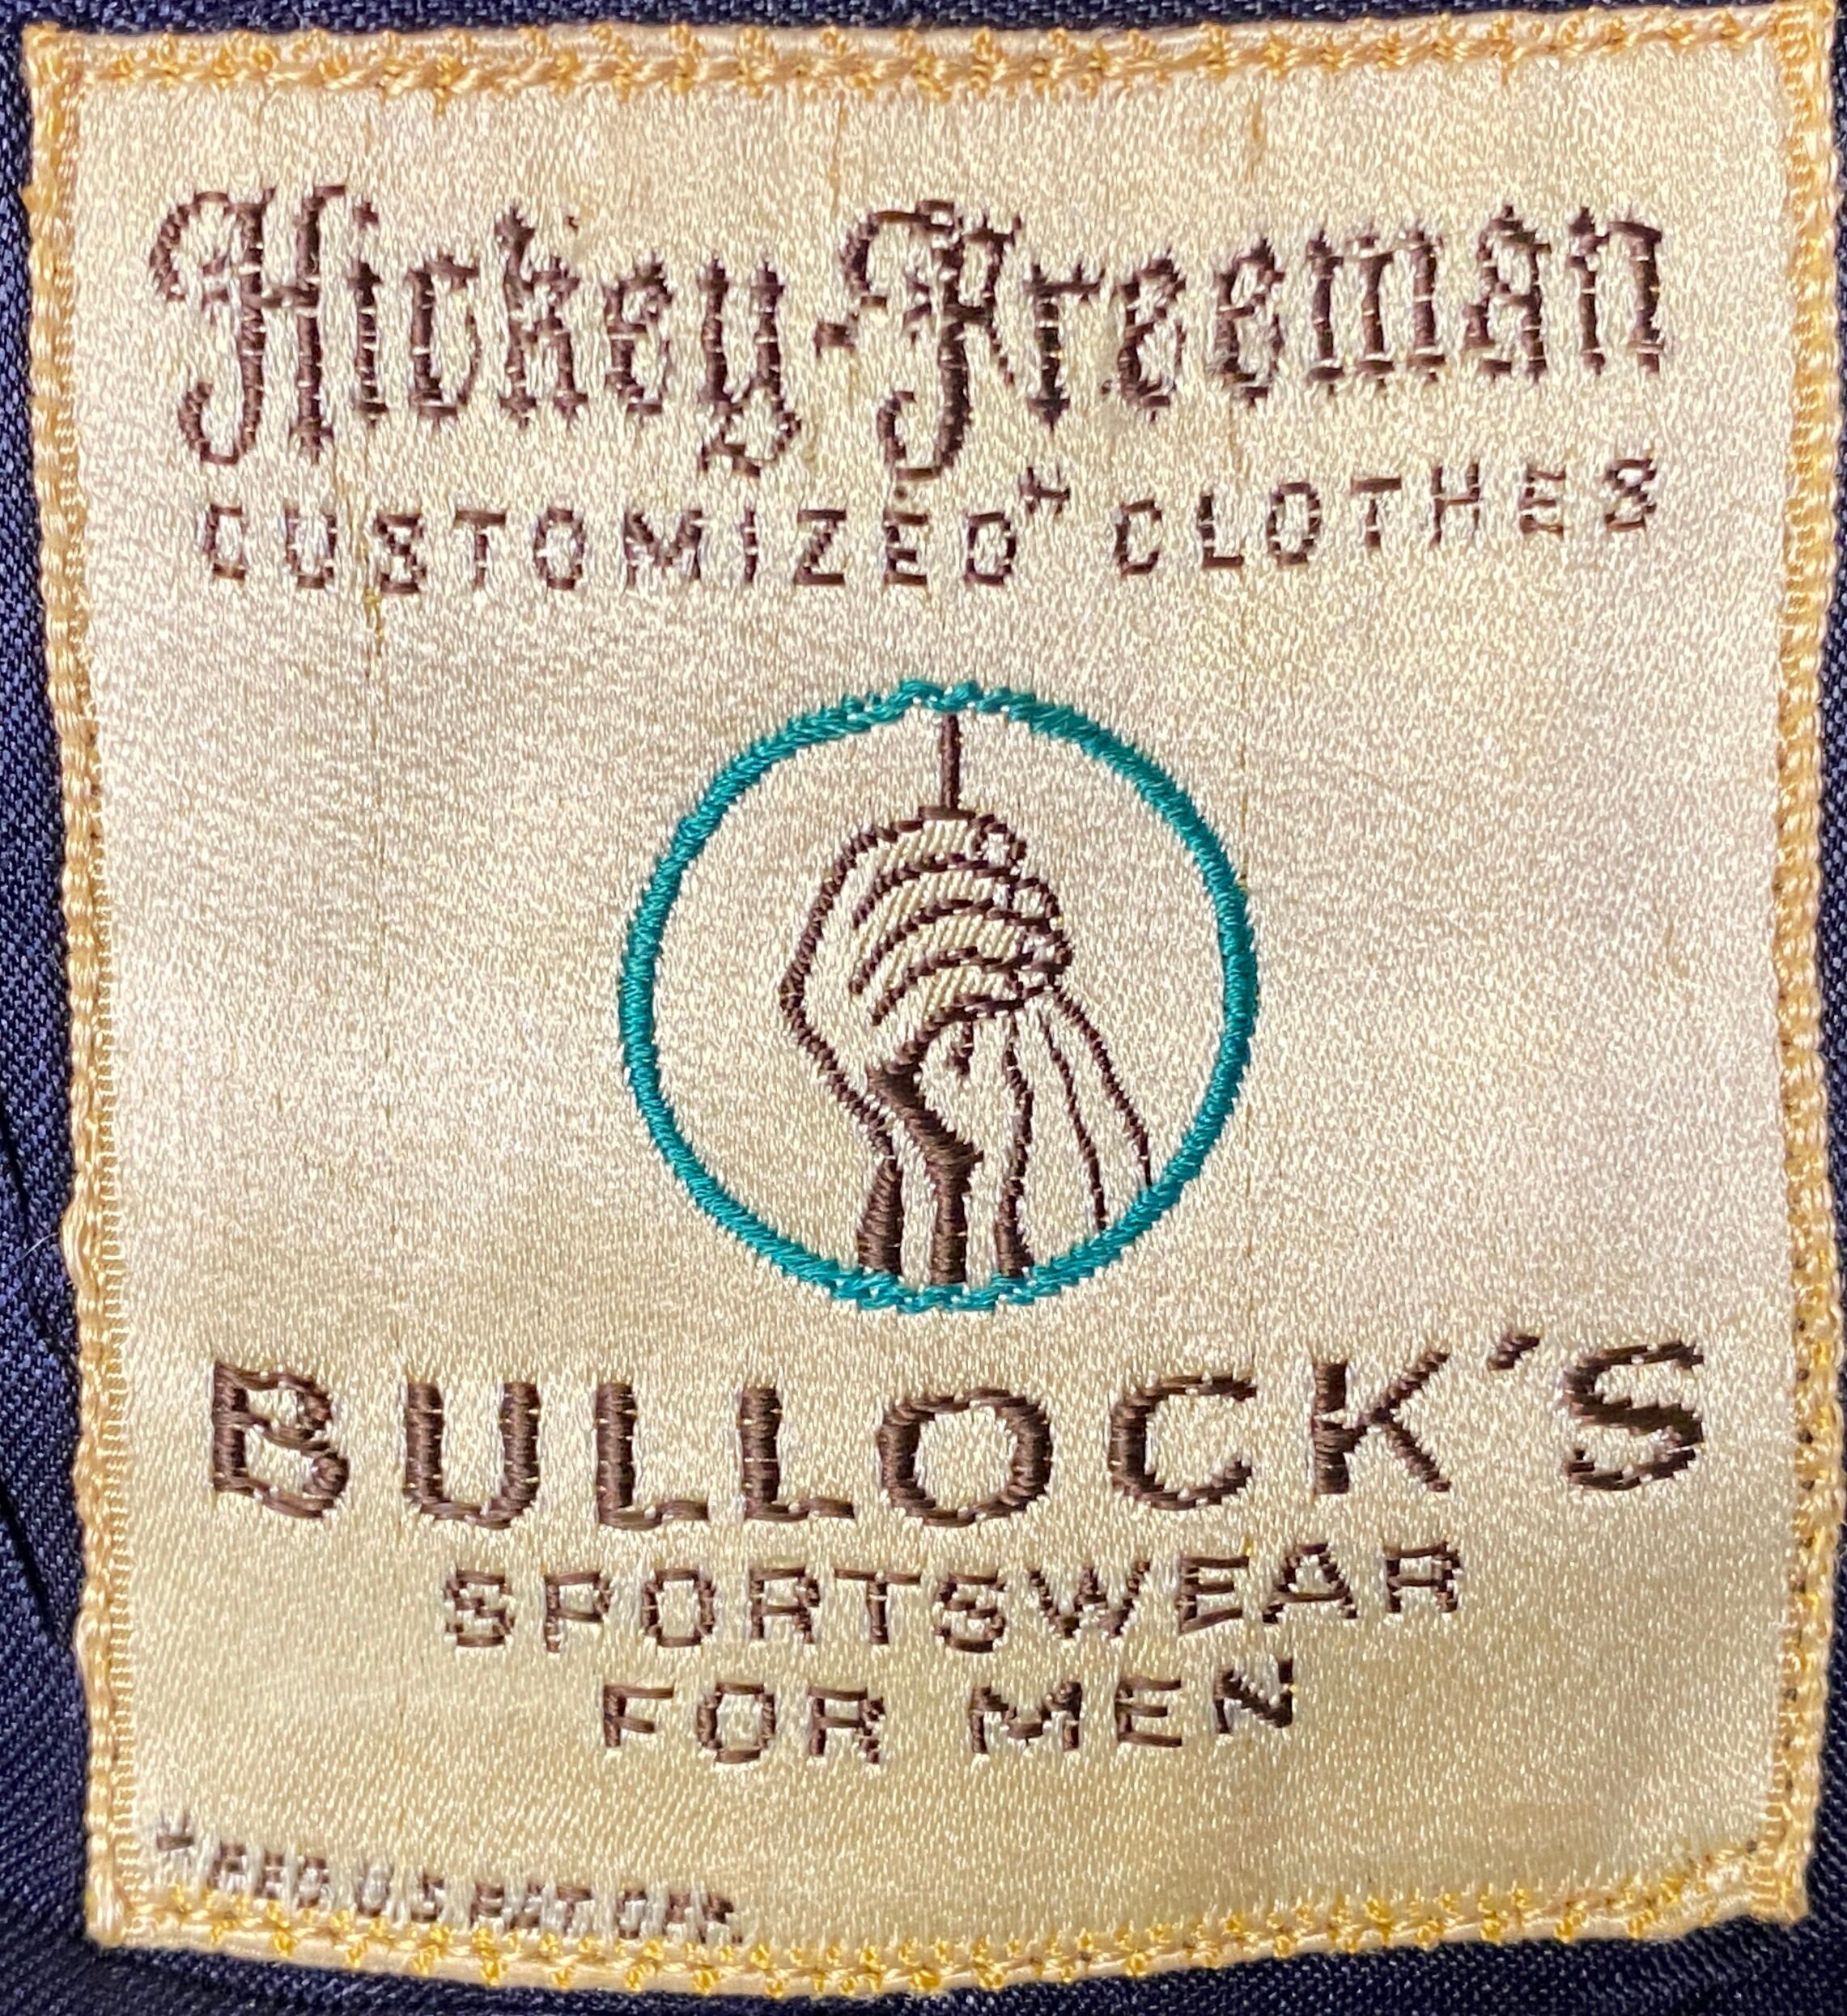 Hickey-Freeman
CUSTOMIZED* CLOTHES
BULLOCK'S
SPORTSWEAR
FOR MEN
*REG. U.S. PAT. OFF.